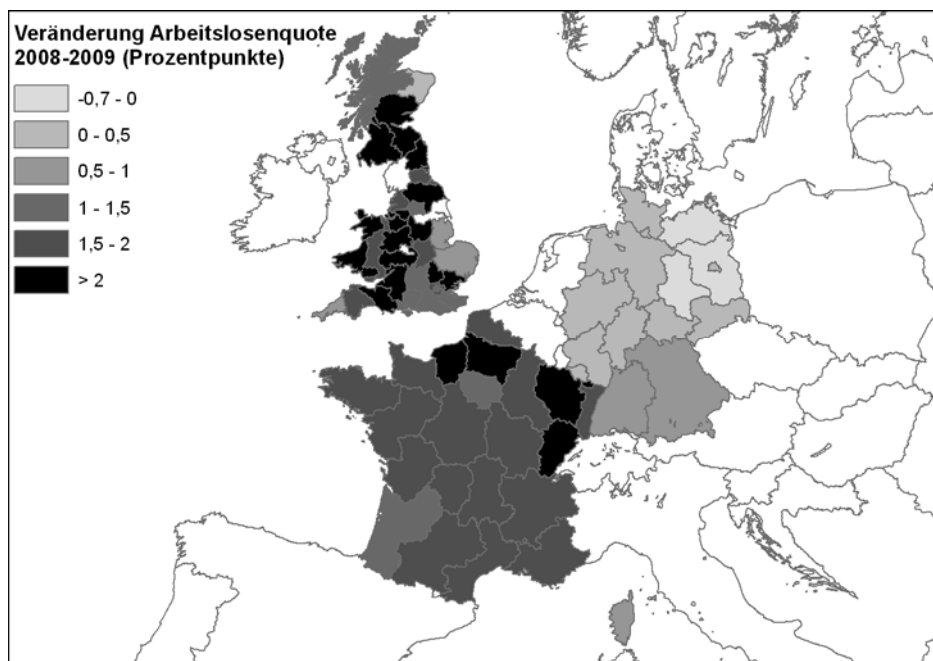 Veränderung Arbeitslosenquote
2008-2009 (Prozentpunkte)
-0,7 - 0
0 - 0,5
0,5 - 1
1 - 1,5
1,5 - 2
> 2